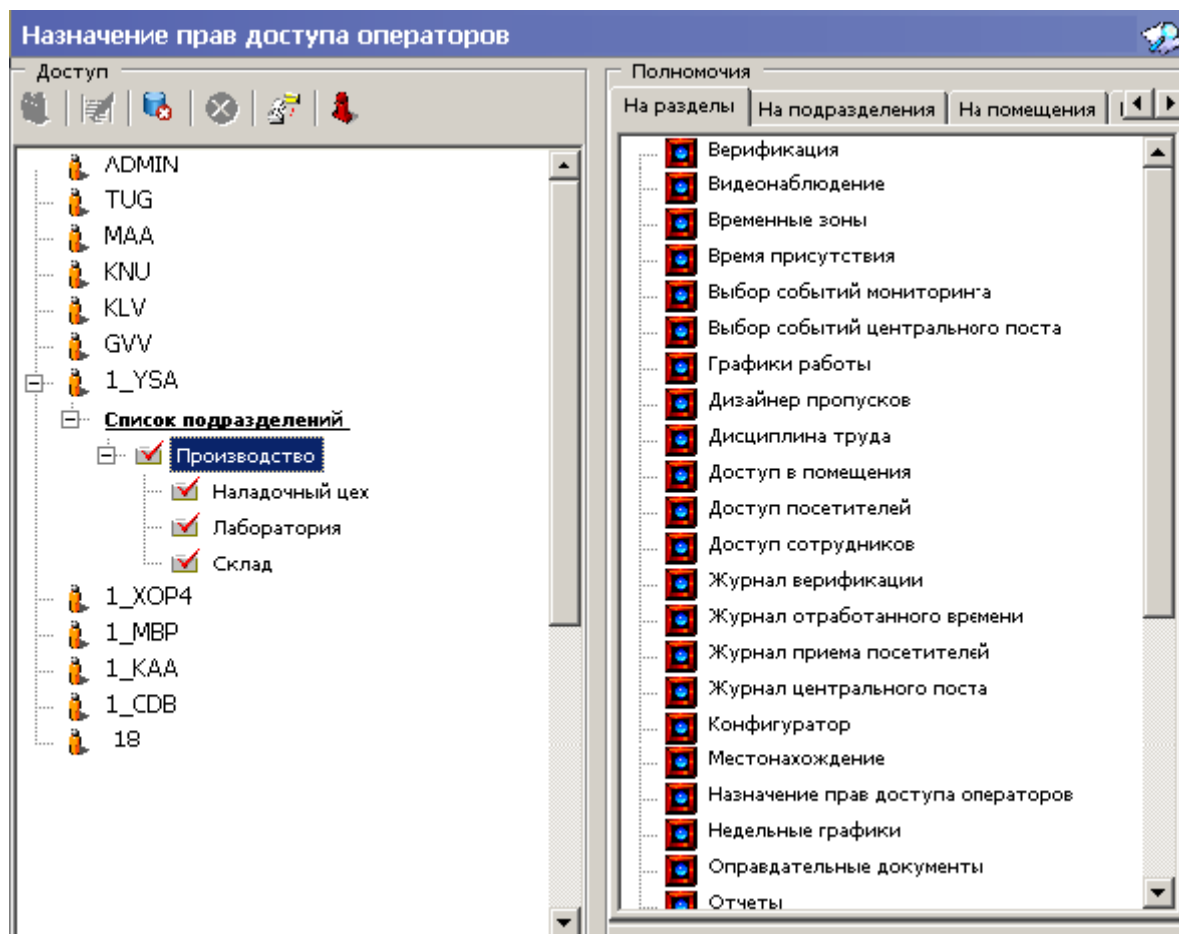 Назначение прав доступа операторов
Доступ
ADMIN
TUG
MAA
KNU
KLV
GVV
1_YSA
Список подразделений
Производство
Наладочный цех
Лаборатория
Склад
1_XOP4
1_MBP
1_KAA
1_CDB
18
Полномочия
На разделы На подразделения На помещения
Верификация
Видеонаблюдение
Временные зоны
Время присутствия
Выбор событий мониторинга
Выбор событий центрального поста
Графики работы
Дизайнер пропусков
Дисциплина труда
Доступ в помещения
Доступ посетителей
Доступ сотрудников
Журнал верификации
Журнал отработанного времени
Журнал приема посетителей
Журнал центрального поста
Конфигуратор
Местонахождение
Назначение прав доступа операторов
Недельные графики
Оправдательные документы
Отчеты